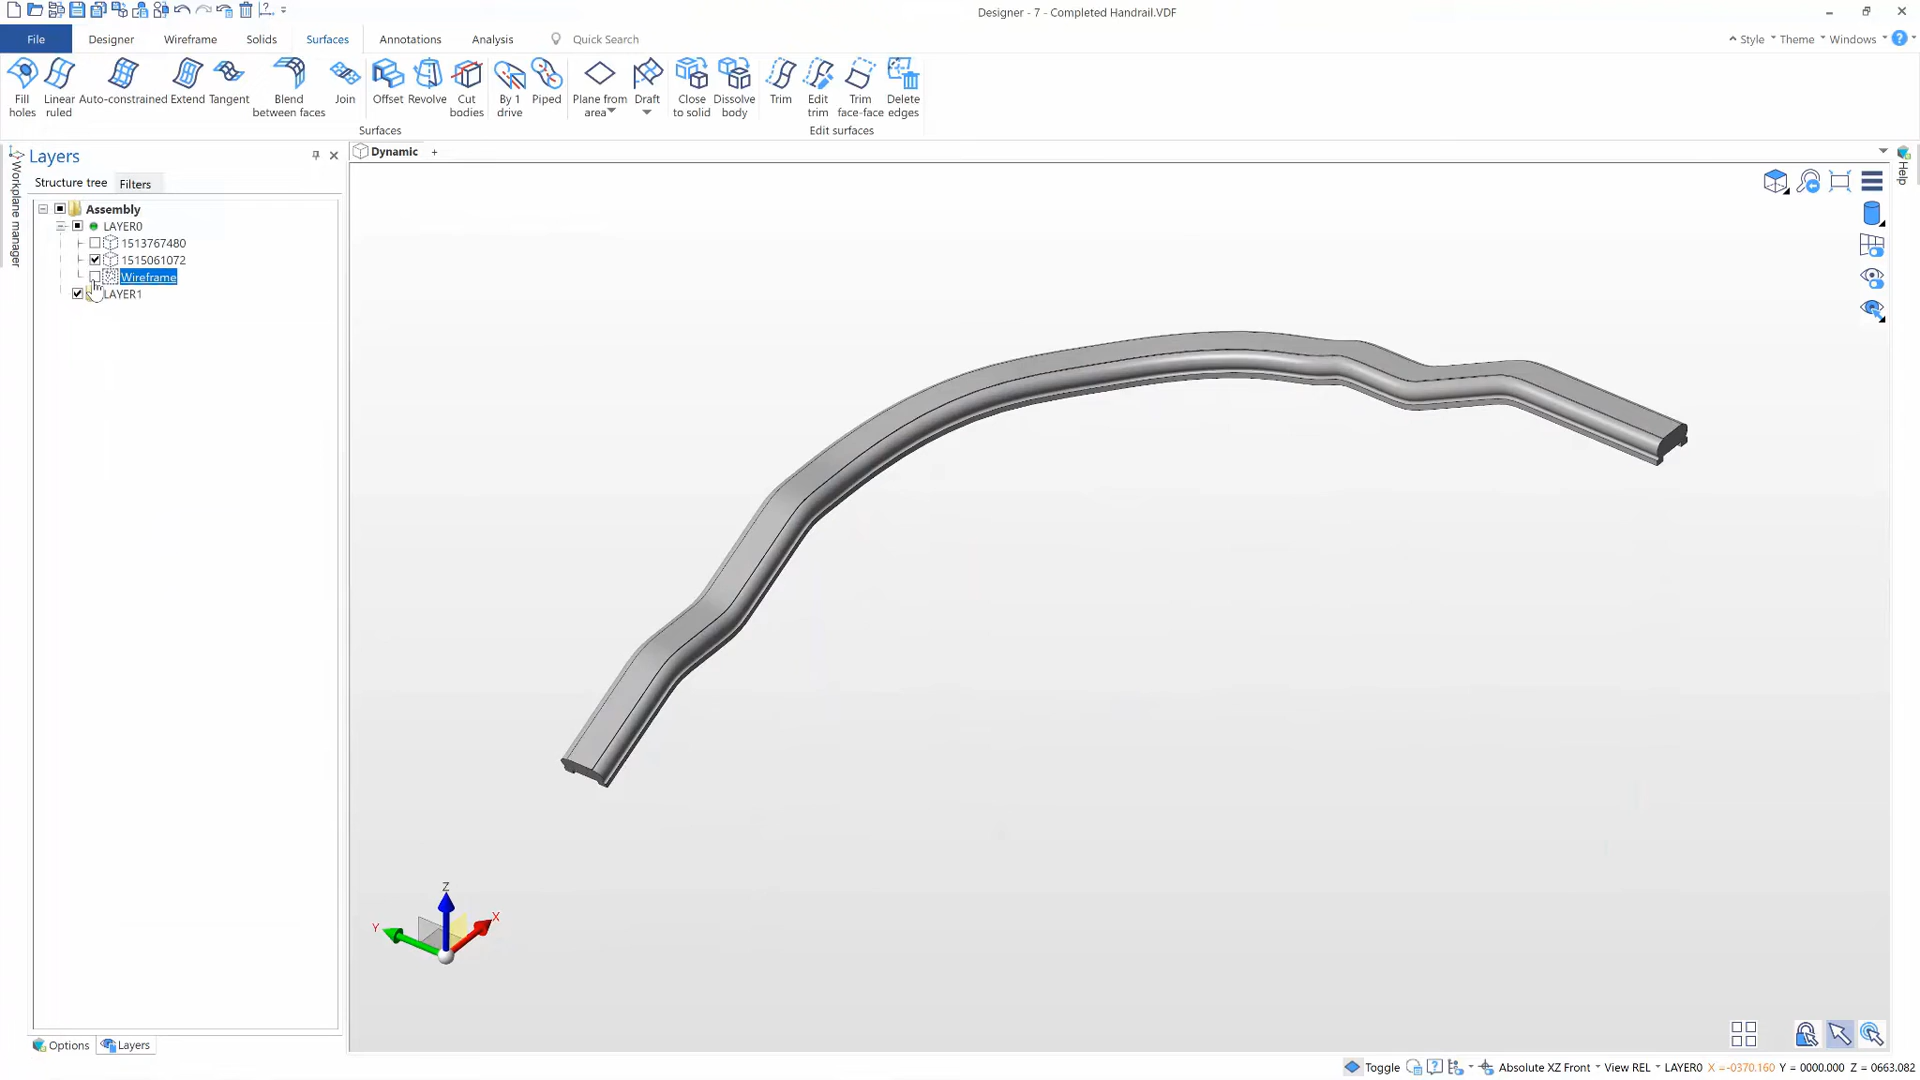 Designer - 7 - Completed Handrail.VDF
File Designer Wireframe Solids Surfaces Annotations Analysis Quick Search Style Theme Windows
Fill holes
Linear ruled
Auto-constrained
Extend
Tangent
Blend between faces
Join
Offset
Revolve
Cut bodies
By 1 drive
Piped
Plane from area
Draft
Close to solid
Dissolve body
Trim
Edit trim
Trim face-face
Delete edges
Surfaces
Edit surfaces
Workplane manager
Layers
Dynamic +
Help
Structure tree Filters
Assembly
LAYER0
1513767480
1515061072
Wireframe
LAYER1
Z
Y
X
Options Layers
Toggle Absolute XZ Front View REL LAYER0 X =-0370.160 Y = 0000.000 Z = 0663.082